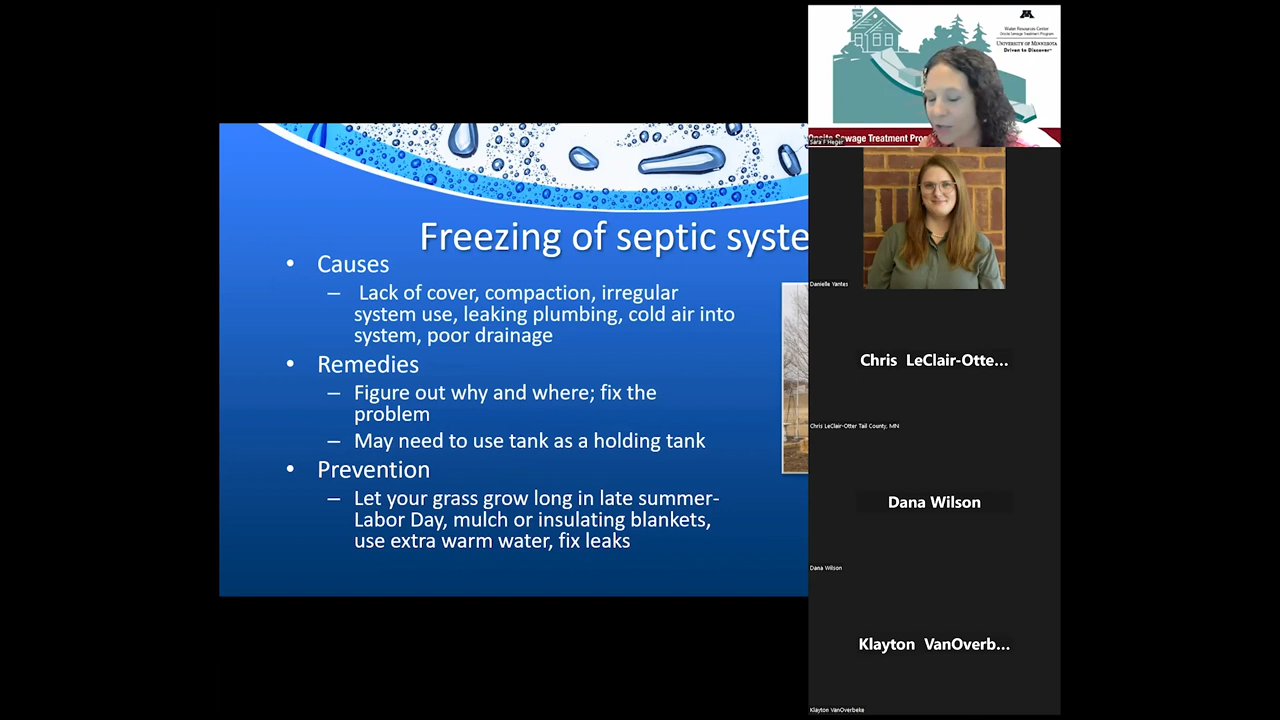 Freezing of septic syste
• Causes
– Lack of cover, compaction, irregular
system use, leaking plumbing, cold air into
system, poor drainage
• Remedies
– Figure out why and where; fix the
problem
– May need to use tank as a holding tank
• Prevention
– Let your grass grow long in late summer-
Labor Day, mulch or insulating blankets,
use extra warm water, fix leaks
Water Resources Center
Onsite Sewage Treatment Program
UNIVERSITY OF MINNESOTA
Driven to Discover
Onsite Sewage Treatment Pro
Sara F Heger
Danielle Yantes
Chris LeClair-Otte...
Chris LeClair-Otter Tail County, MN
Dana Wilson
Dana Wilson
Klayton VanOverb...
Klayton VanOverbeke